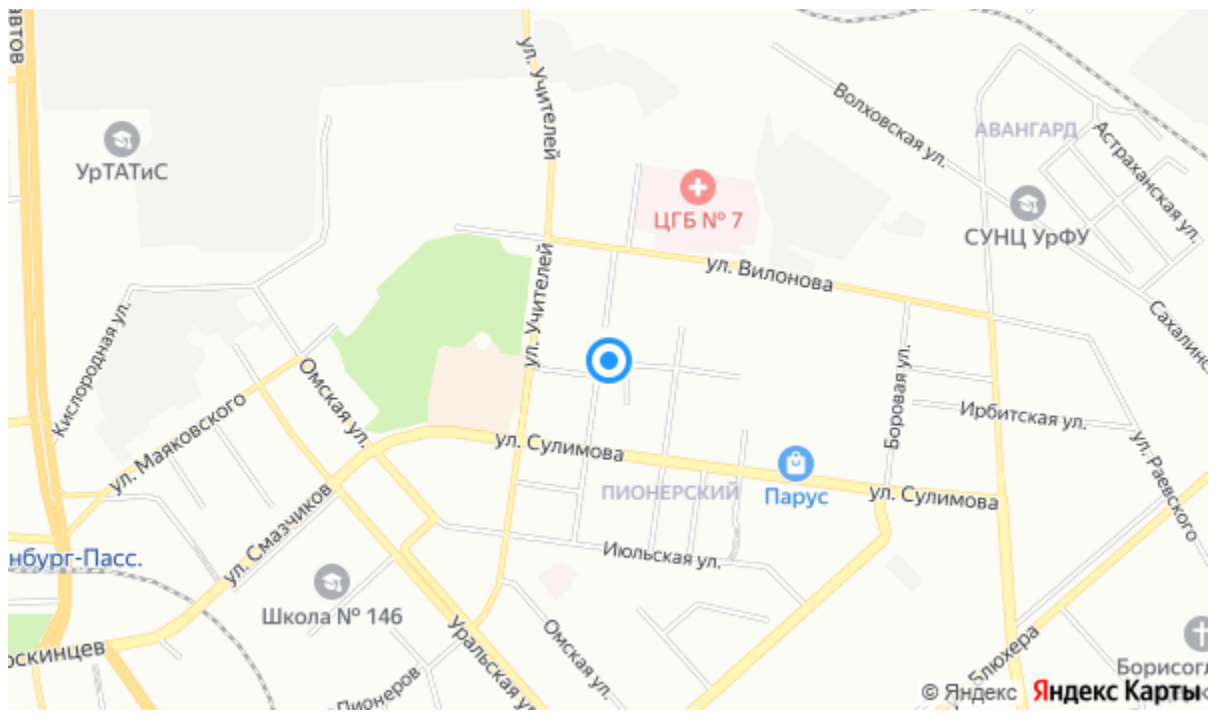 автов
ул. Учителей
Волховская ул.
АВАНГАРД
Астраханская ул.
УрТАТиС
ЦГБ № 7
СУНЦ УрФУ
ул. Вилонова
ул. Учителей
Сахалинс
Кислородная ул.
Омская ул.
Боровая ул.
ул. Маяковского
Ирбитская ул.
ул. Сулимова
ул. Раевского
ПИОНЕРСКИЙ
Парус
ул. Сулимова
ул. Смазчиков
Июльская ул.
нбург-Пасс.
Школа № 146
Уральская ул
Омская ул.
оскинцев
Пионеров
Блюхера
Борисогл
© Яндекс Яндекс Карты